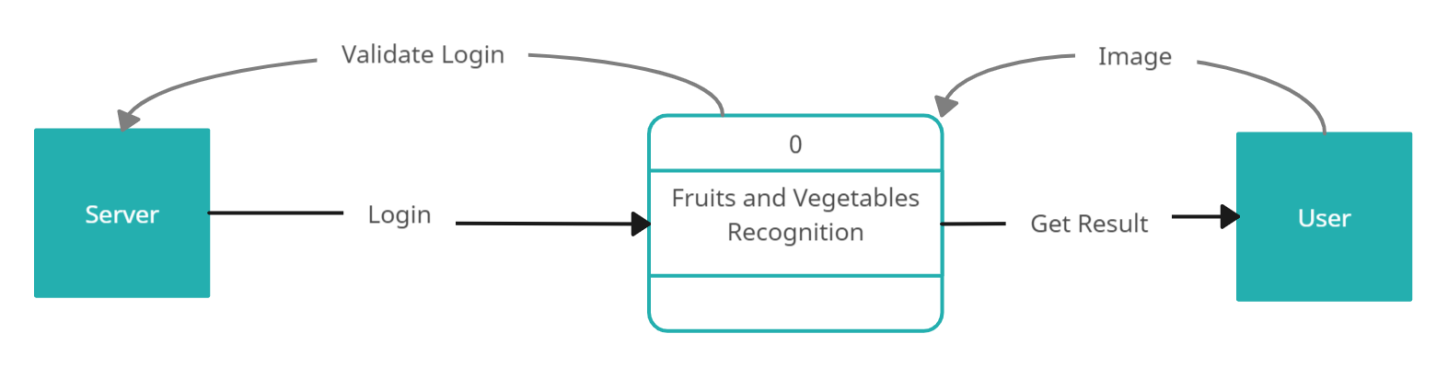 Validate Login
Image
0
Server
Login
Fruits and Vegetables
Recognition
Get Result
User